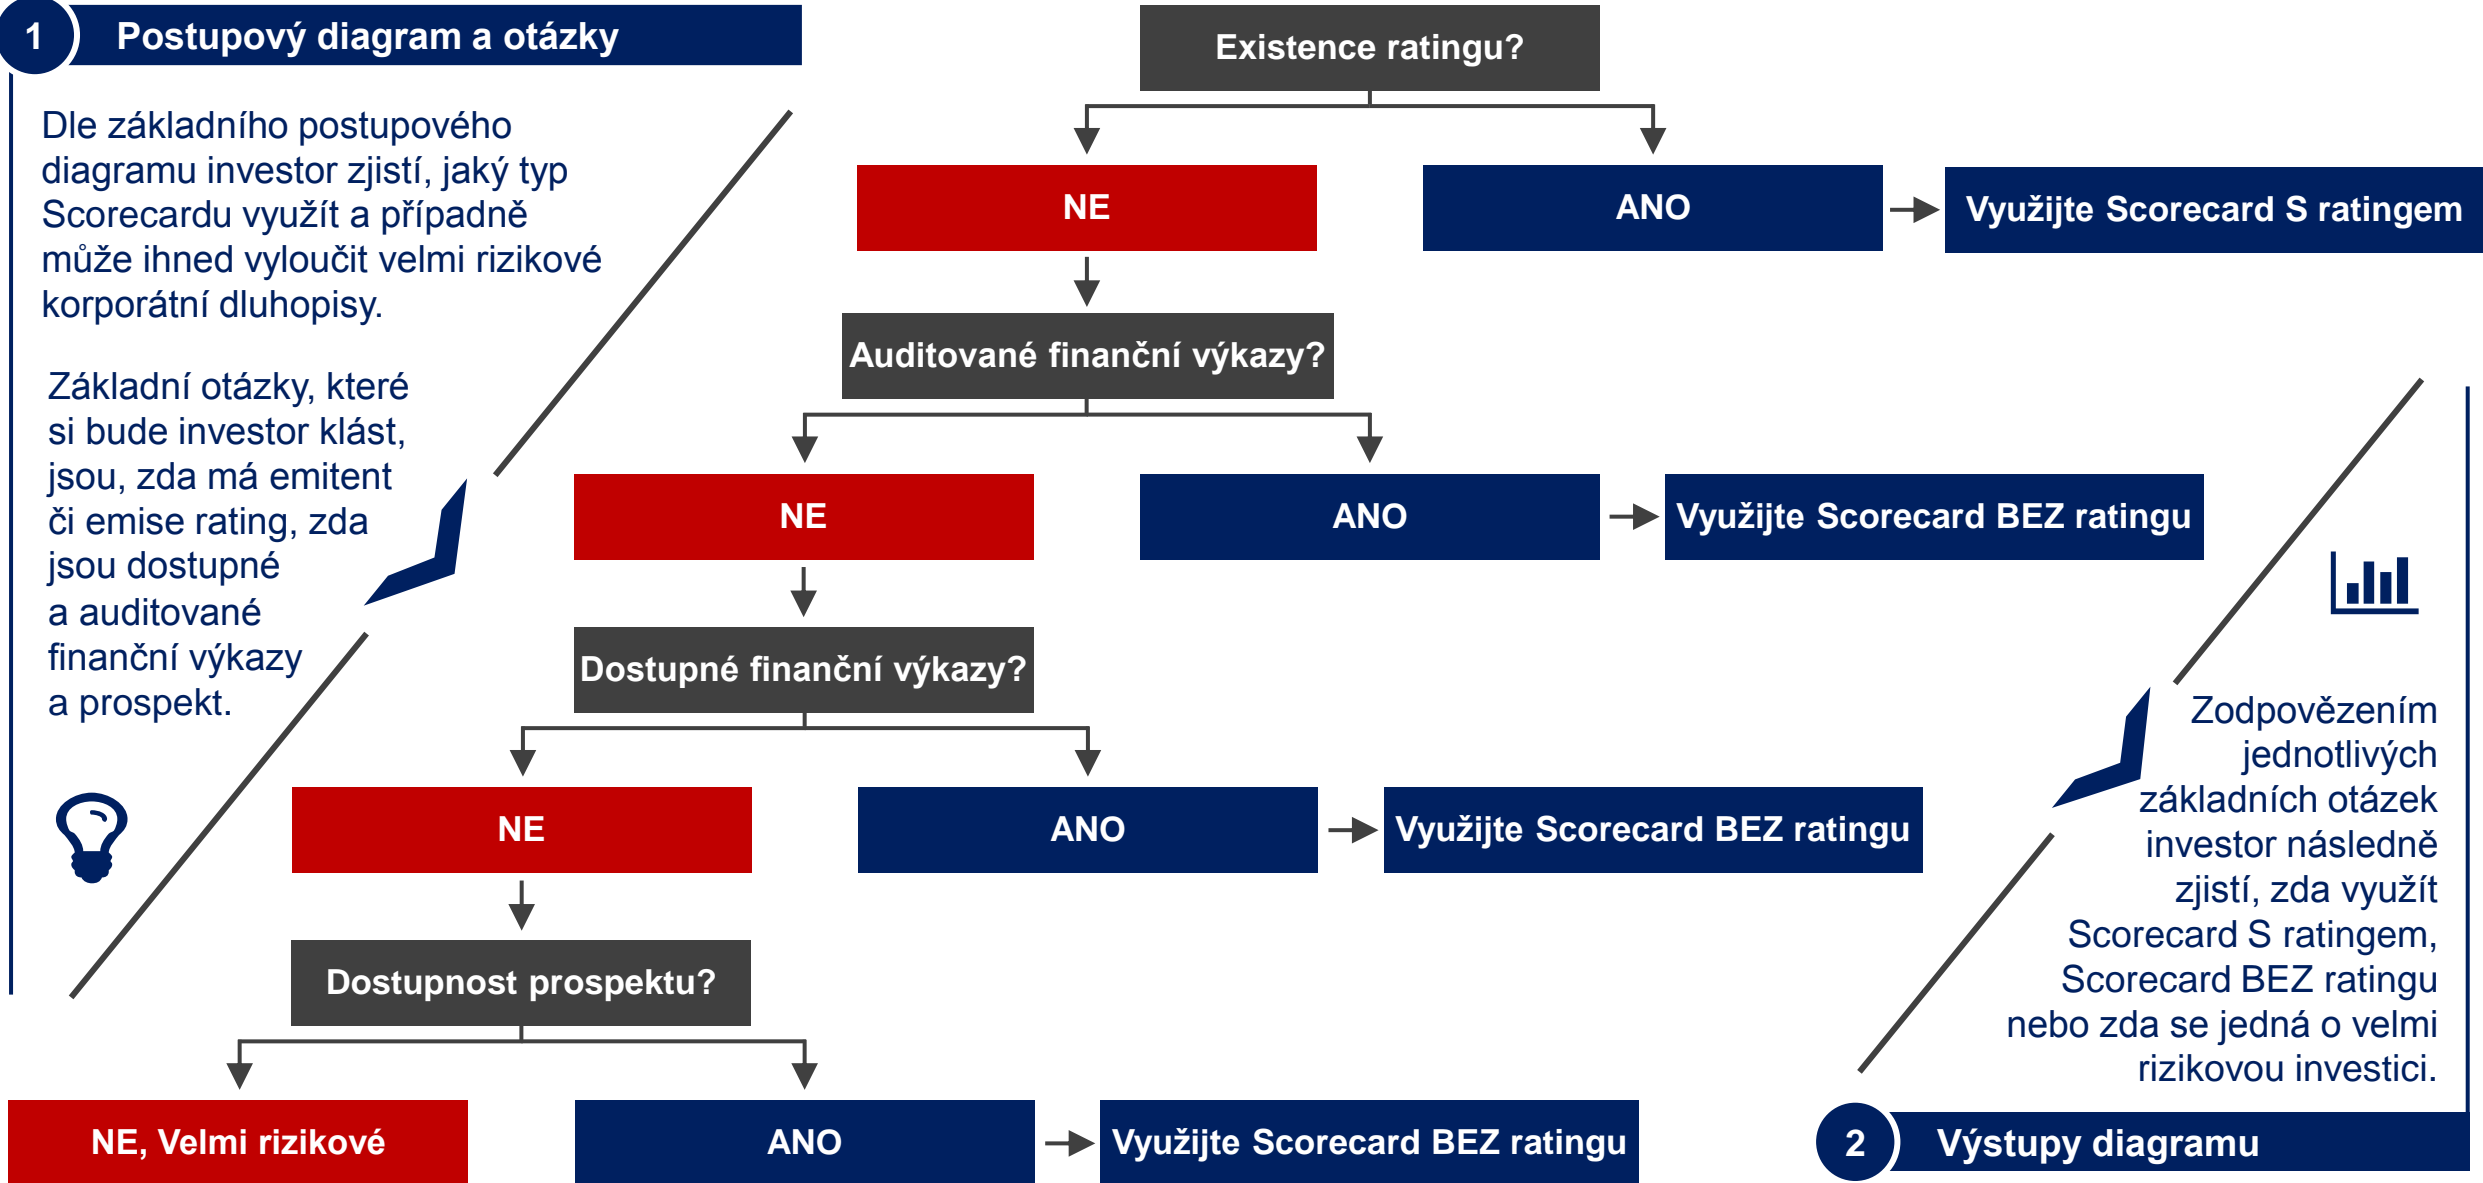 1
Postupový diagram a otázky
Dle základního postupového
diagramu investor zjistí, jaký typ
Scorecardu využít a případně
může ihned vyloučit velmi rizikové
korporátní dluhopisy.
Základní otázky, které
si bude investor klást,
jsou, zda má emitent
či emise rating, zda
jsou dostupné
a auditované
finanční výkazy
a prospekt.
Existence ratingu?
NE
ANO
Využijte Scorecard S ratingem
Auditované finanční výkazy?
NE
ANO
Využijte Scorecard BEZ ratingu
Dostupné finanční výkazy?
NE
ANO
Využijte Scorecard BEZ ratingu
Dostupnost prospektu?
NE, Velmi rizikové
ANO
Využijte Scorecard BEZ ratingu
Zodpovězením
jednotlivých
základních otázek
investor následně
zjistí, zda využít
Scorecard S ratingem,
Scorecard BEZ ratingu
nebo zda se jedná o velmi
rizikovou investici.
2
Výstupy diagramu